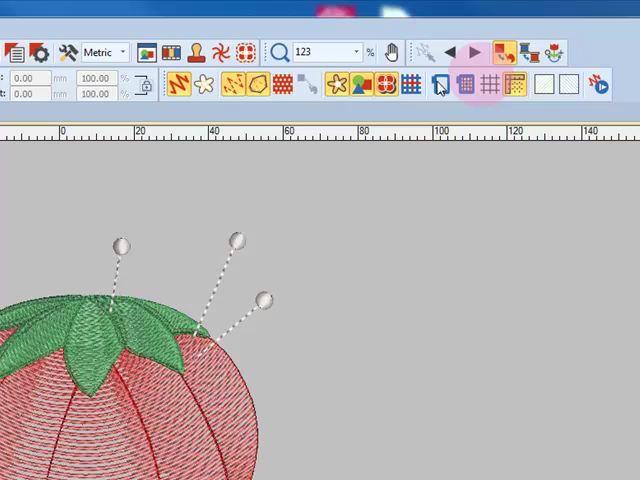 Metric
123
%
: 0.00 mm 100.00 %
t: 0.00 mm 100.00 %
0 20 40 60 80 100 120 140